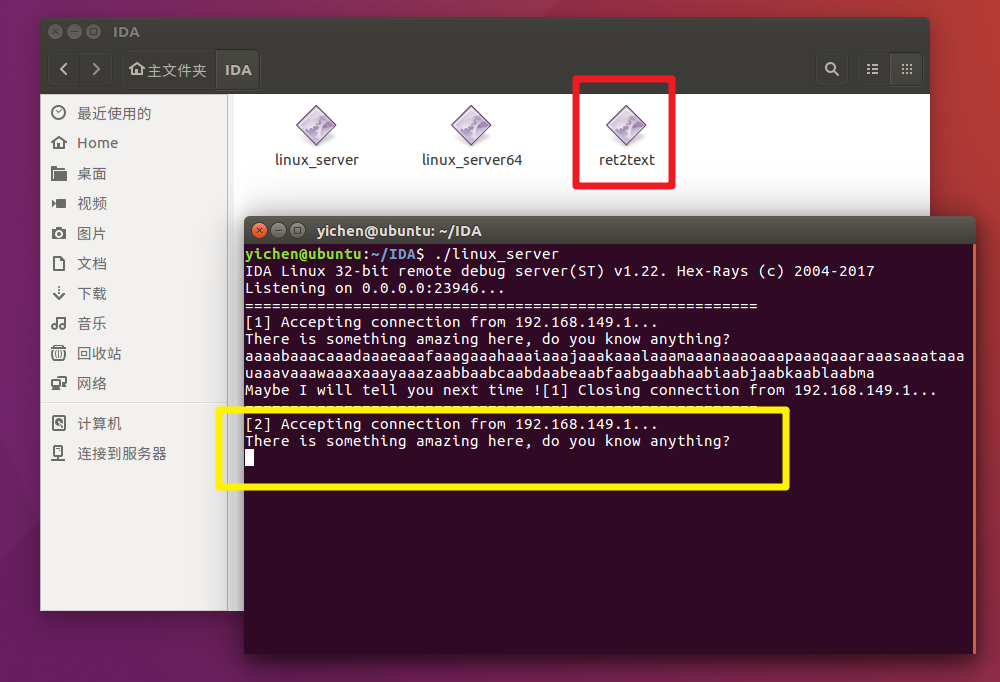 IDA
主文件夹
IDA
最近使用的
Home
桌面
视频
图片
文档
下载
音乐
回收站
网络
计算机
连接到服务器
linux_server
linux_server64
ret2text
yichen@ubuntu: ~/IDA
yichen@ubuntu:~/IDA$ ./linux_server
IDA Linux 32-bit remote debug server(ST) v1.22. Hex-Rays (c) 2004-2017
Listening on 0.0.0.0:23946...
=========================================================
[1] Accepting connection from 192.168.149.1...
There is something amazing here, do you know anything?
aaaabaaacaaadaaaeaaafaaagaaahaaaiaaajaaakaaalaaamaaanaaaoaaapaaaqaaaraaasaaataaa
uaaavaaawaaaxaaayaaazaabbaabcaabdaabeaabfaabgaabhaabiaabjaabkaablaabma
Maybe I will tell you next time ![1] Closing connection from 192.168.149.1...
=========================================================
[2] Accepting connection from 192.168.149.1...
There is something amazing here, do you know anything?